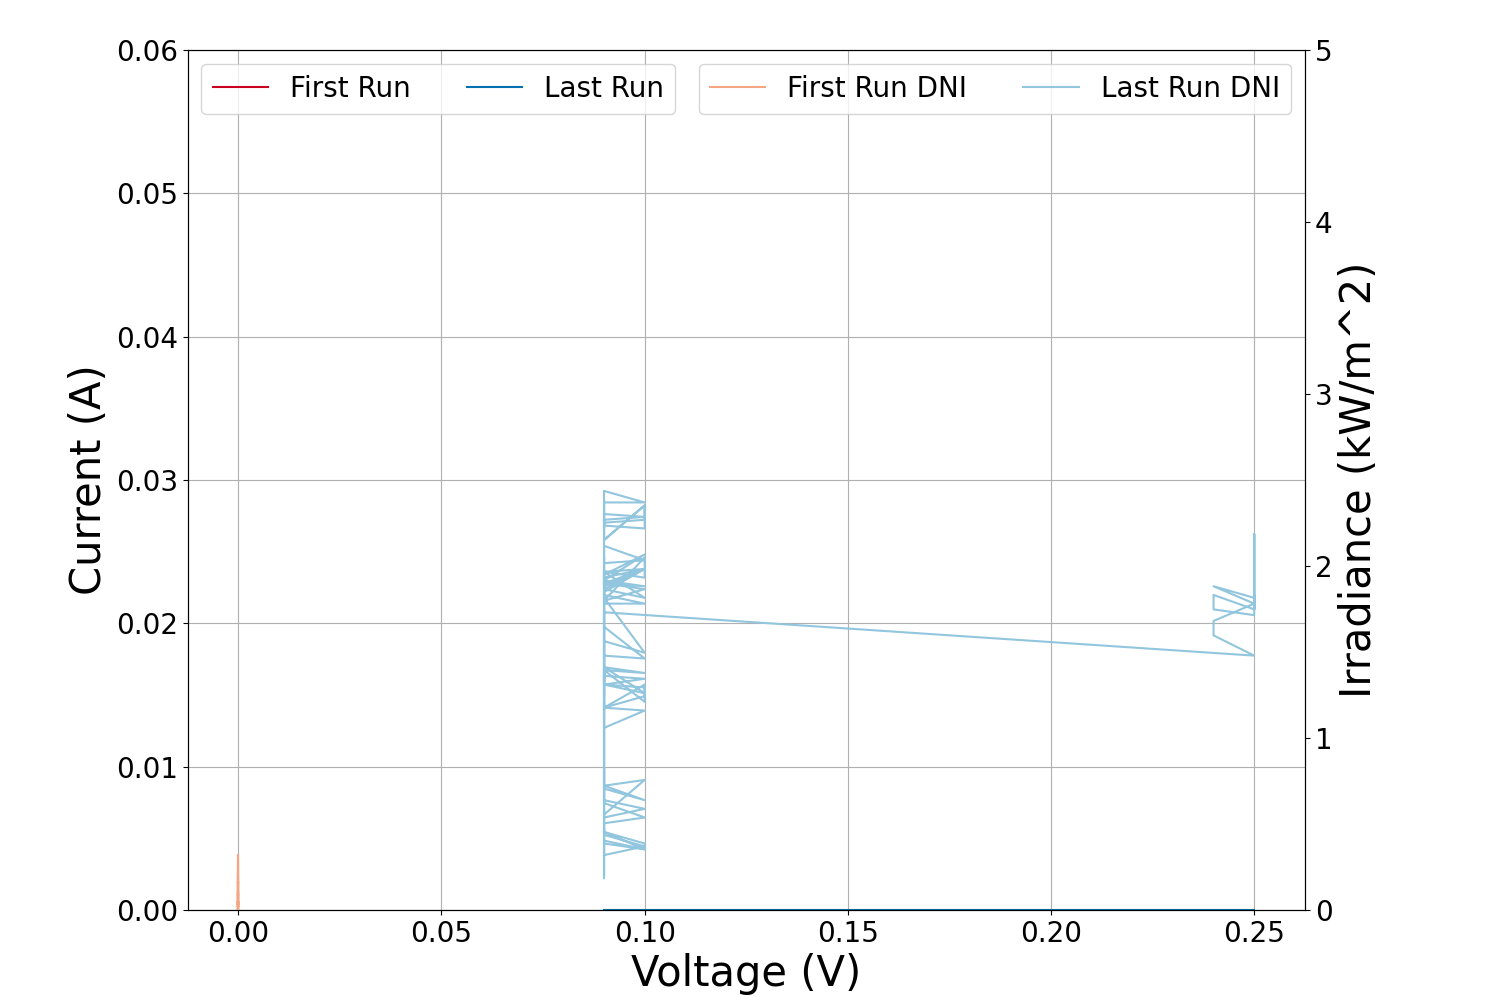 First Run
Last Run
First Run DNI
Last Run DNI
0.06
0.05
0.04
0.03
0.02
0.01
0.00
Current (A)
5
4
3
2
1
0
Irradiance (kW/m^2)
0.00 0.05 0.10 0.15 0.20 0.25
Voltage (V)